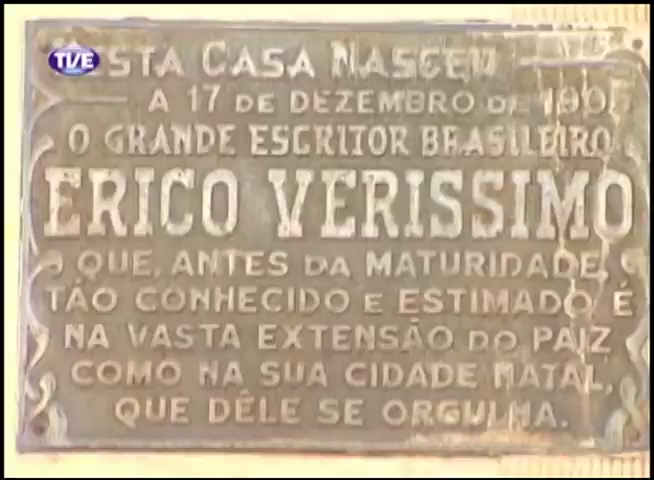 TVE
ESTA CASA NASCEU
A 17 DE DEZEMBRO DE 1905
O GRANDE ESCRITOR BRASILEIRO
ERICO VERISSIMO
QUE, ANTES DA MATURIDADE,
TÃO CONHECIDO E ESTIMADO É
NA VASTA EXTENSÃO DO PAIZ
COMO NA SUA CIDADE NATAL,
QUE DÊLE SE ORGULHA.